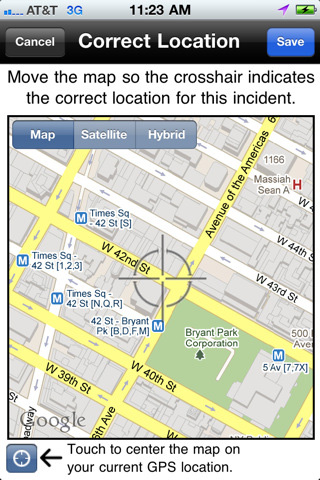 AT&T 3G 11:23 AM
Cancel Correct Location Save
Move the map so the crosshair indicates
the correct location for this incident.
Map Satellite Hybrid
1166
Massiah
Sean A
H
Avenue of the Americas
6
W 44th St
W 43rd St
M
Times Sq
42 St [S]
Times Sq -
42 St [1,2,3]
M
W 42nd St
M
Times Sq -
42 St [N,Q,R]
42 St - Bryant
Pk [B,D,F,M]
M
Bryant Park
Corporation
500
M
5 Av [7;7X]
W 40th St
W 39th St
6th Ave
Google
Touch to center the map on
your current GPS location.